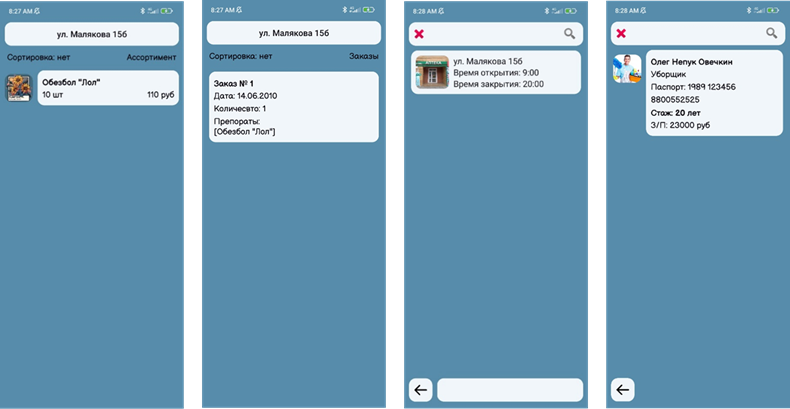 8:27 AM
ул. Малякова 15б
Сортировка: нет Ассортимент
Обезбол "Лол"
10 шт 110 руб
8:27 AM
ул. Малякова 15б
Сортировка: нет Заказы
Заказ № 1
Дата: 14.06.2010
Количесвто: 1
Препораты:
[Обезбол "Лол"]
8:28 AM
ул. Малякова 15б
Время открытия: 9:00
Время закрытия: 20:00
8:28 AM
Олег Непук Овечкин
Уборщик
Паспорт: 1989 123456
8800552525
Стаж: 20 лет
З/П: 23000 руб